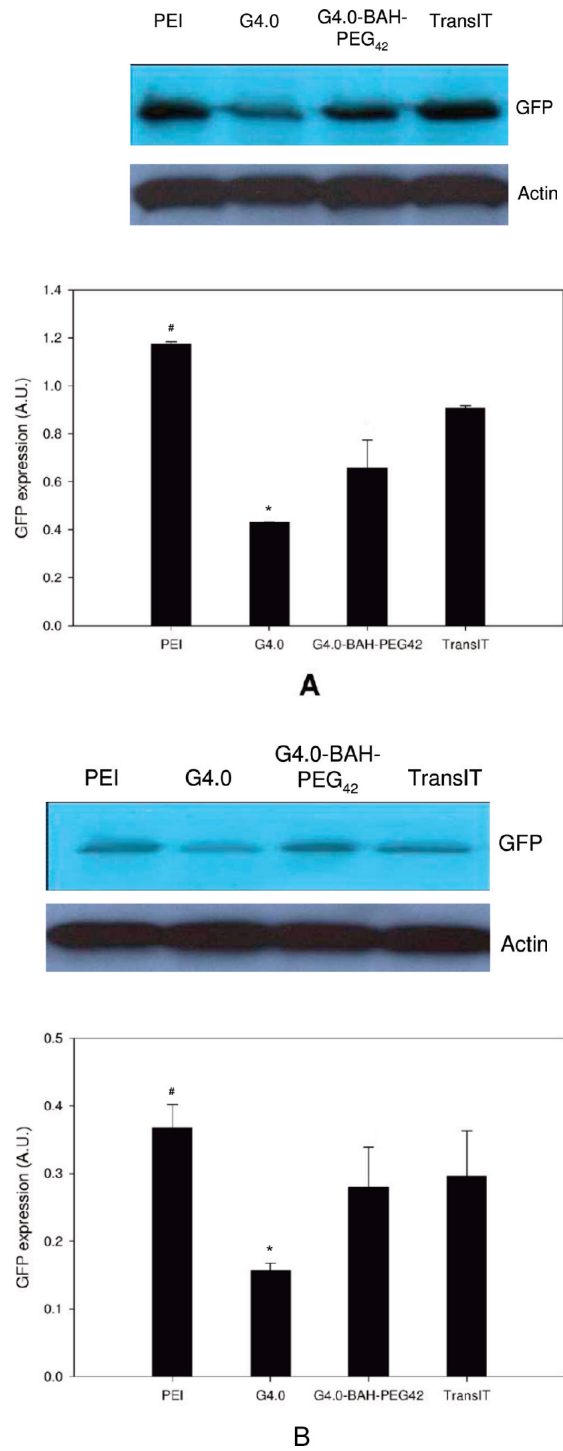 PEI G4.0 G4.0-BAH-PEG₄₂ TransIT
GFP
Actin
1.4
1.2
1.0
0.8
0.6
0.4
0.2
0.0
GFP expression (A.U.)
#
*
PEI G4.0 G4.0-BAH-PEG42 TransIT
A
PEI G4.0 G4.0-BAH-PEG₄₂ TransIT
GFP
Actin
0.5
0.4
0.3
0.2
0.1
0.0
GFP expression (A.U.)
#
*
PEI G4.0 G4.0-BAH-PEG42 TransIT
B